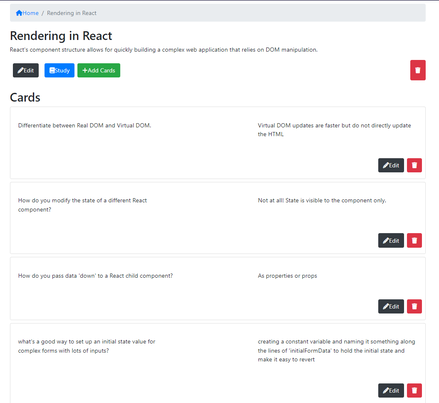 Home / Rendering in React
Rendering in React
React's component structure allows for quickly building a complex web application that relies on DOM manipulation.
Edit Study +Add Cards
Cards
Differentiate between Real DOM and Virtual DOM.
Virtual DOM updates are faster but do not directly update
the HTML
Edit
How do you modify the state of a different React
component?
Not at all! State is visible to the component only.
Edit
How do you pass data 'down' to a React child component?
As properties or props
Edit
what's a good way to set up an initial state value for
complex forms with lots of inputs?
creating a constant variable and naming it something along
the lines of 'initialFormData' to hold the initial state and
make it easy to revert
Edit